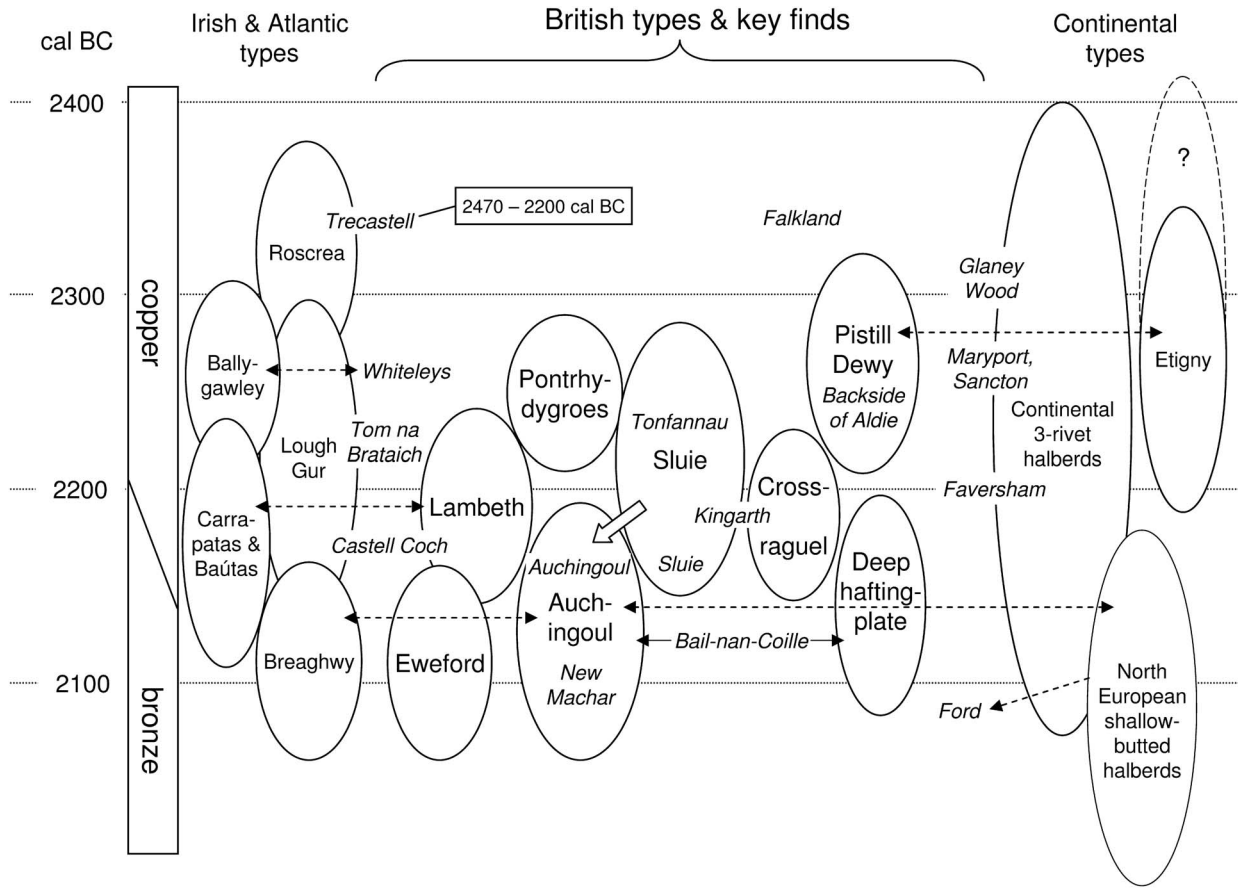 cal BC
Irish & Atlantic
types
British types & key finds
Continental
types
2400
2300
2200
2100
copper
bronze
Roscrea
Trecastell
2470 – 2200 cal BC
Falkland
?
Glaney
Wood
Bally-
gawley
Whiteleys
Lough
Gur
Tom na
Brataich
Pontrhy-
dygroes
Tonfannau
Sluie
Pistill
Dewy
Backside
of Aldie
Maryport,
Sancton
Continental
3-rivet
halberds
Etigny
Carra-
patas &
Baútas
Castell Coch
Lambeth
Kingarth
Sluie
Cross-
raguel
Faversham
Deep
hafting-
plate
Breaghwy
Eweford
Auchingoul
Auch-
ingoul
New
Machar
Bail-nan-Coille
Ford
North
European
shallow-
butted
halberds